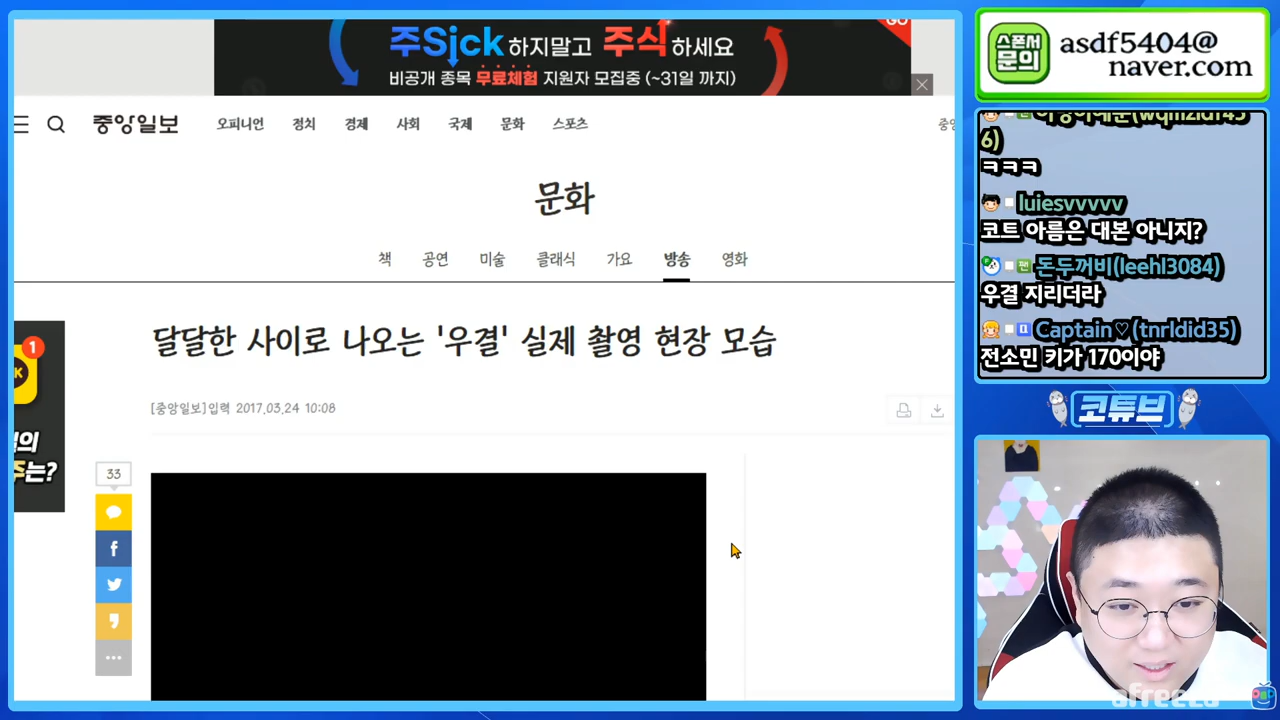 주Sick 하지말고 주식 하세요
GO
비공개 종목 무료체험 지원자 모집중 (~31일 까지)
중앙일보 오피니언 정치 경제 사회 국제 문화 스포츠
문화
책 공연 미술 클래식 가요 방송 영화
달달한 사이로 나오는 '우결' 실제 촬영 현장 모습
[중앙일보] 입력 2017.03.24 10:08
1
33
스폰서
문의
asdf5404@
naver.com
6)
ㅋㅋㅋ
luiesvvvvv
코트 아름은 대본 아니지?
돈두꺼비(leehl3084)
우결 지리더라
Captain♡(tnrldid35)
전소민 키가 170이야
코튜브
afreeca